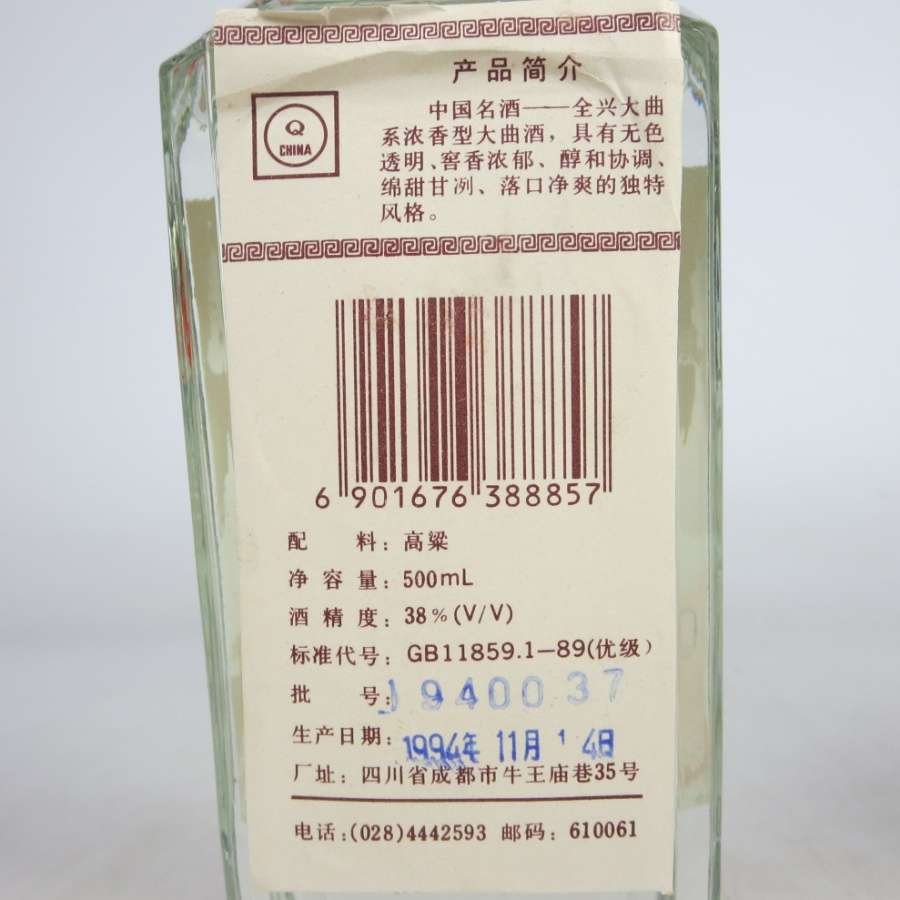 产品简介
Q
CHINA
中国名酒——全兴大曲
系浓香型大曲酒，具有无色
透明、窖香浓郁、醇和协调、
绵甜甘冽、落口净爽的独特
风格。
6 901676 388857
配 料：高粱
净容量：500mL
酒精度：38%(V/V)
标准代号：GB11859.1—89(优级)
批 号：1940037
生产日期：1994年11月14日
厂址：四川省成都市牛王庙巷35号
电话：(028)4442593 邮码：610061